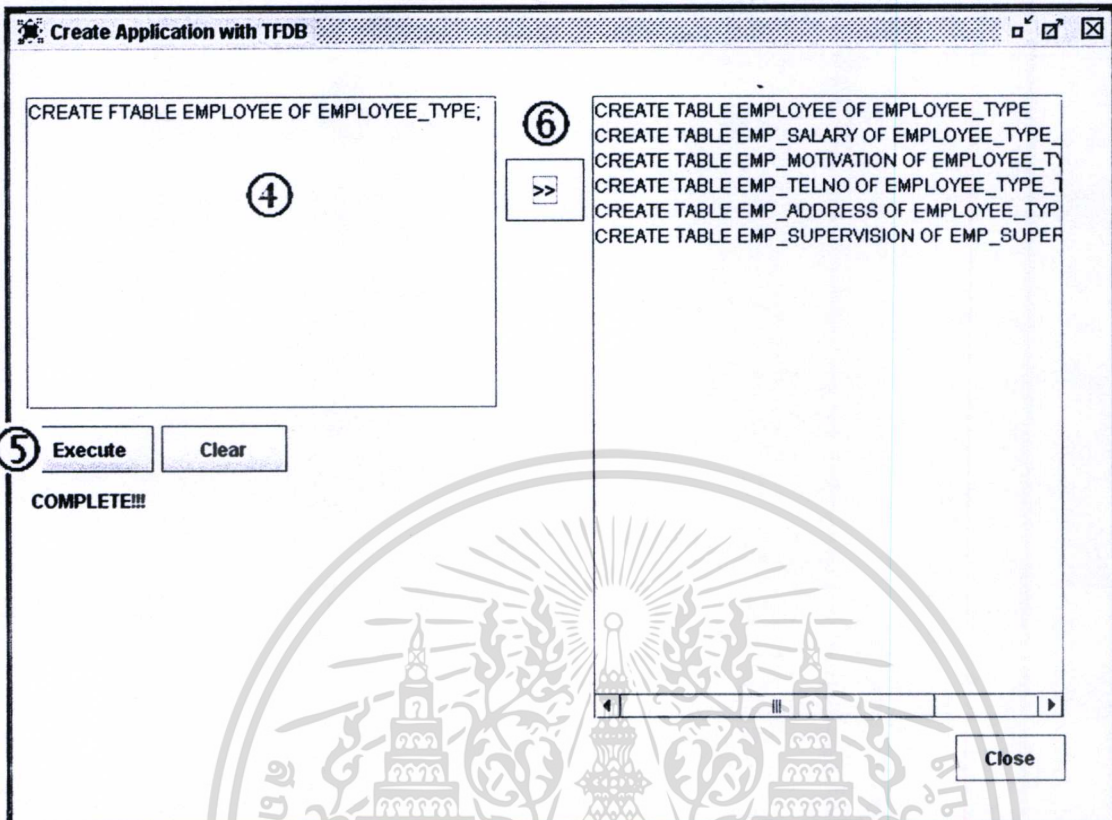 Create Application with TFDB
CREATE FTABLE EMPLOYEE OF EMPLOYEE_TYPE;
④
⑤ Execute Clear
COMPLETE!!!
⑥
>>
CREATE TABLE EMPLOYEE OF EMPLOYEE_TYPE
CREATE TABLE EMP_SALARY OF EMPLOYEE_TYPE_
CREATE TABLE EMP_MOTIVATION OF EMPLOYEE_TY
CREATE TABLE EMP_TELNO OF EMPLOYEE_TYPE_T
CREATE TABLE EMP_ADDRESS OF EMPLOYEE_TYP
CREATE TABLE EMP_SUPERVISION OF EMP_SUPER
Close